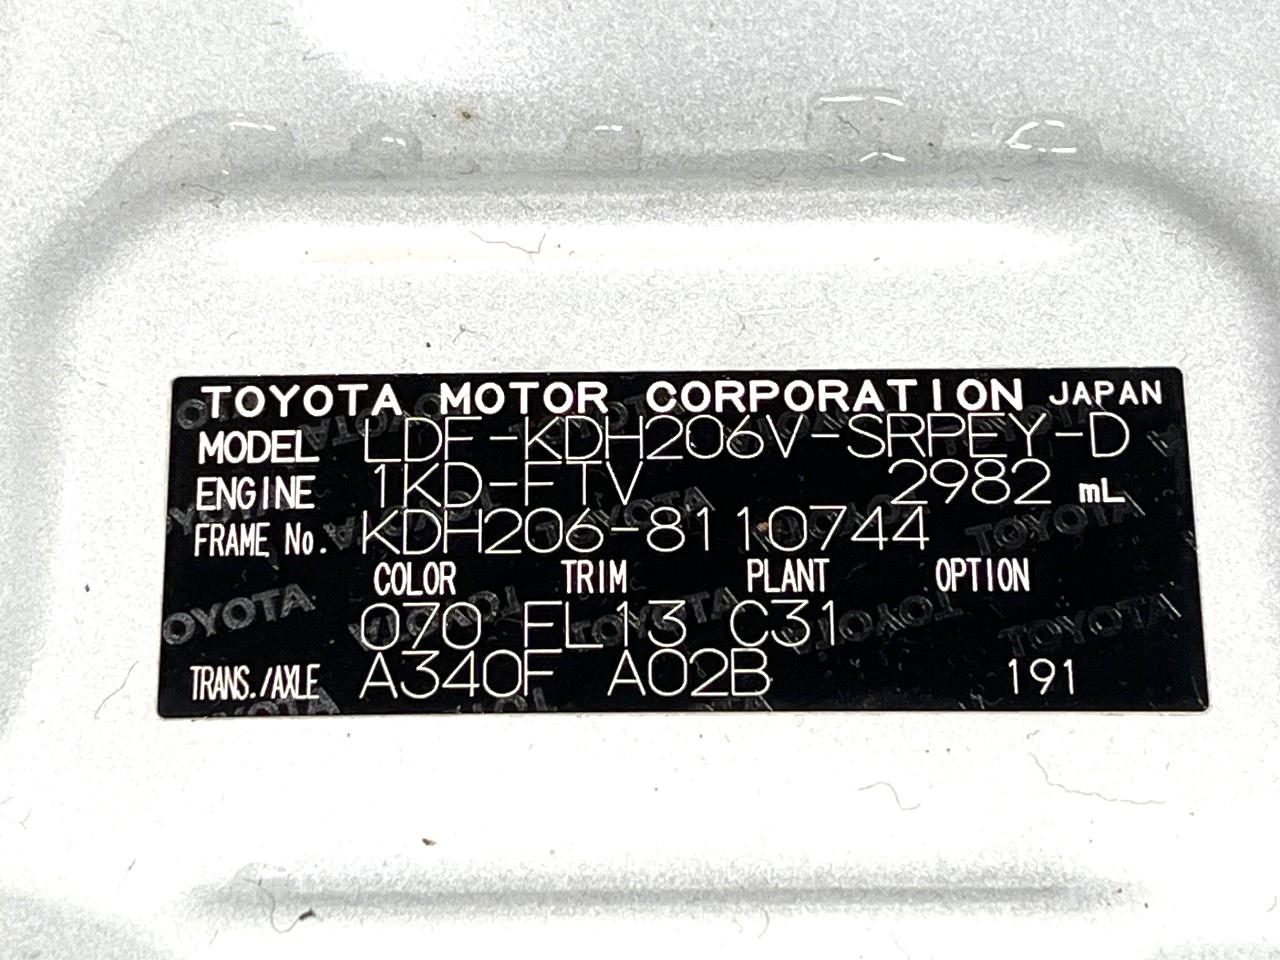 TOYOTA MOTOR CORPORATION JAPAN
MODEL LDF-KDH206V-SRPEY-D
ENGINE 1KD-FTV 2982 mL
FRAME No. KDH206-8110744
COLOR TRIM PLANT OPTION
070 FL13 C31
TRANS./AXLE A340F A02B 191